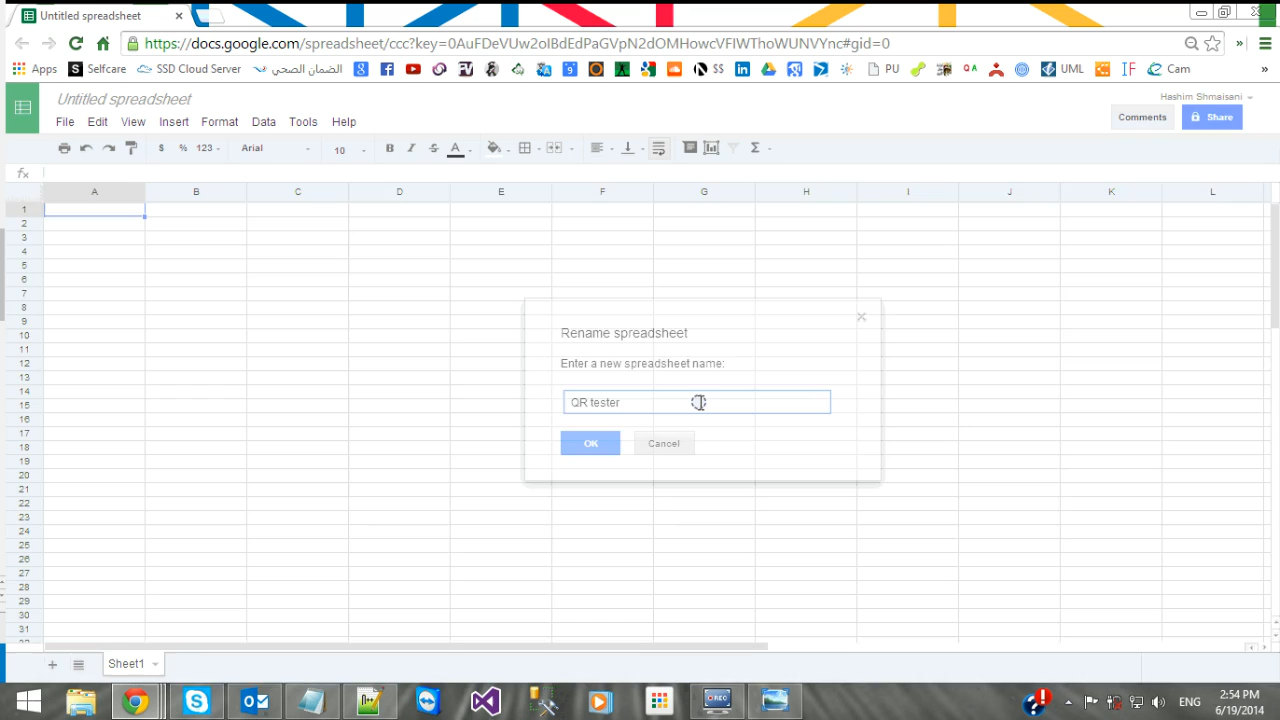 Untitled spreadsheet
https://docs.google.com/spreadsheet/ccc?key=0AuFDeVUw2oIBdEdPaGVpN2dOMHowcVFIWThoWUNVYnc#gid=0
Apps Selfcare SSD Cloud Server الضمان الصحي $$ PU QA UML Cam
Untitled spreadsheet
Hashim Shmaisani
File Edit View Insert Format Data Tools Help
Comments Share
$ % 123 Arial 10 B I S A Σ
fx
A B C D E F G H I J K L
1
2
3
4
5
6
7
8
9
10
11
12
13
14
15
16
17
18
19
20
21
22
23
24
25
26
27
28
29
30
31
Rename spreadsheet
Enter a new spreadsheet name:
QR tester
OK Cancel
Sheet1
REC ENG
2:54 PM
6/19/2014